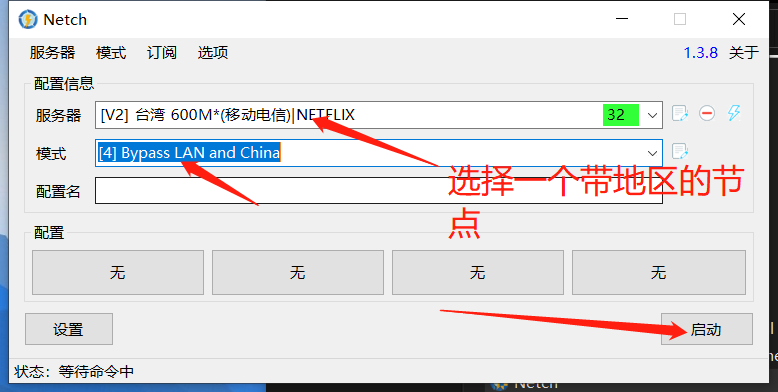 Netch
服务器 模式 订阅 选项 1.3.8 关于
配置信息
服务器 [V2] 台湾 600M*(移动电信)|NETFLIX 32
模式 [4] Bypass LAN and China
配置名
选择一个带地区的节
点
配置
无 无 无 无
设置 启动
状态：等待命令中
Netch